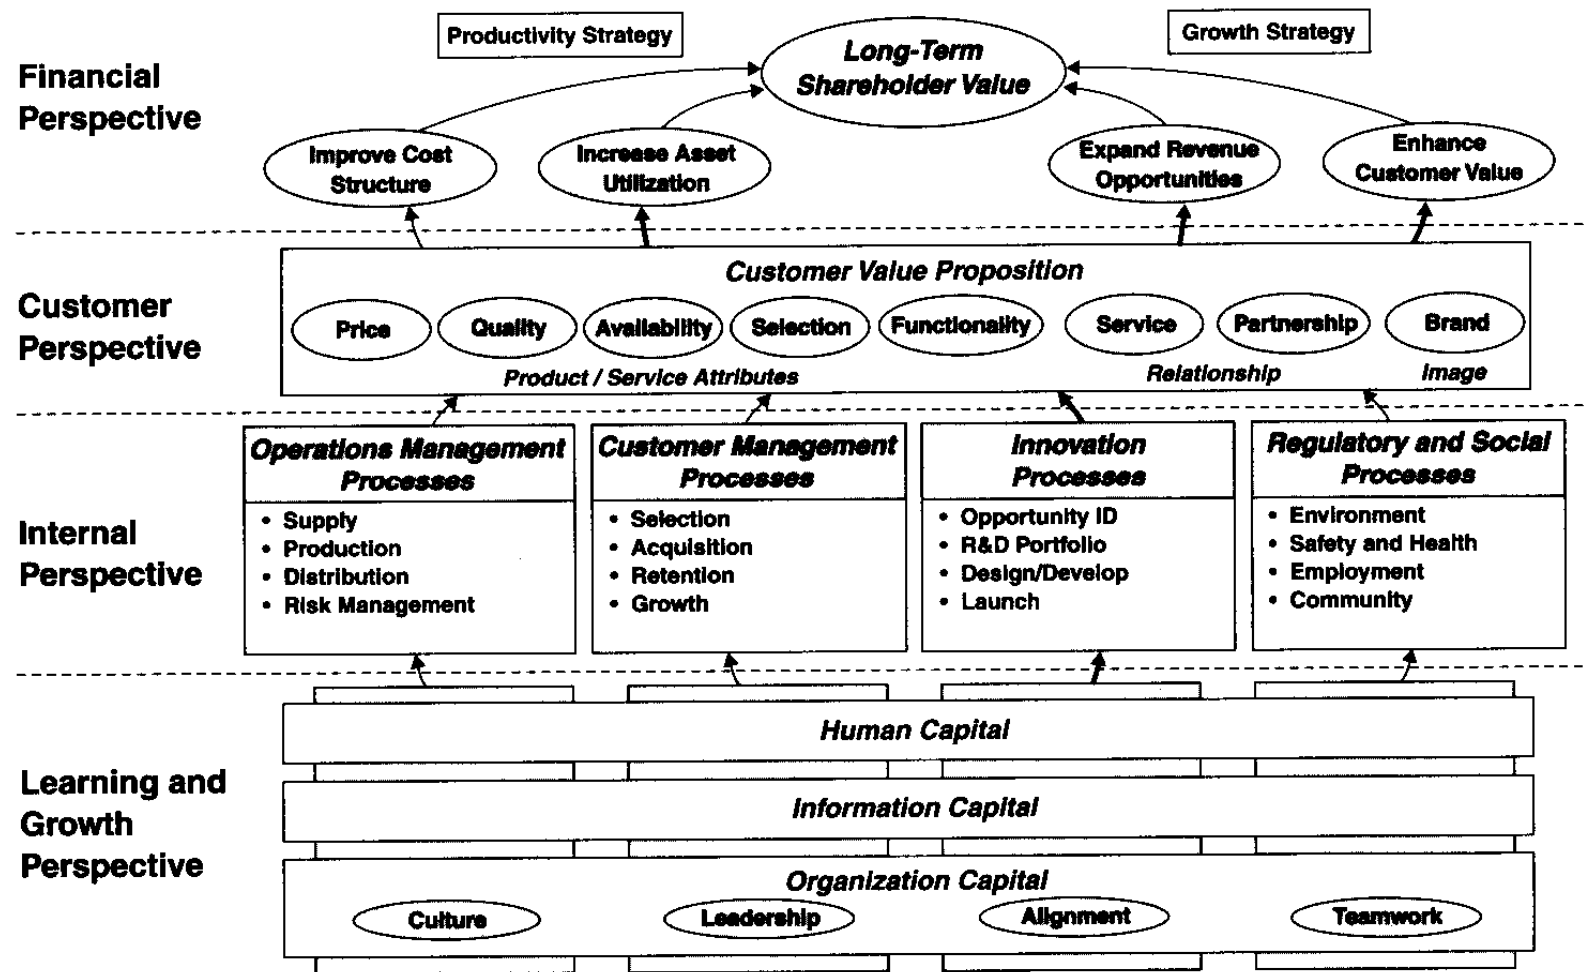 Productivity Strategy
Growth Strategy
Long-Term
Shareholder Value
Financial
Perspective
Improve Cost
Structure
Increase Asset
Utilization
Expand Revenue
Opportunities
Enhance
Customer Value
Customer
Perspective
Customer Value Proposition
Price
Quality
Availability
Selection
Functionality
Service
Partnership
Brand
Product / Service Attributes
Relationship
Image
Internal
Perspective
Operations Management
Processes
• Supply
• Production
• Distribution
• Risk Management
Customer Management
Processes
• Selection
• Acquisition
• Retention
• Growth
Innovation
Processes
• Opportunity ID
• R&D Portfolio
• Design/Develop
• Launch
Regulatory and Social
Processes
• Environment
• Safety and Health
• Employment
• Community
Learning and
Growth
Perspective
Human Capital
Information Capital
Organization Capital
Culture
Leadership
Alignment
Teamwork